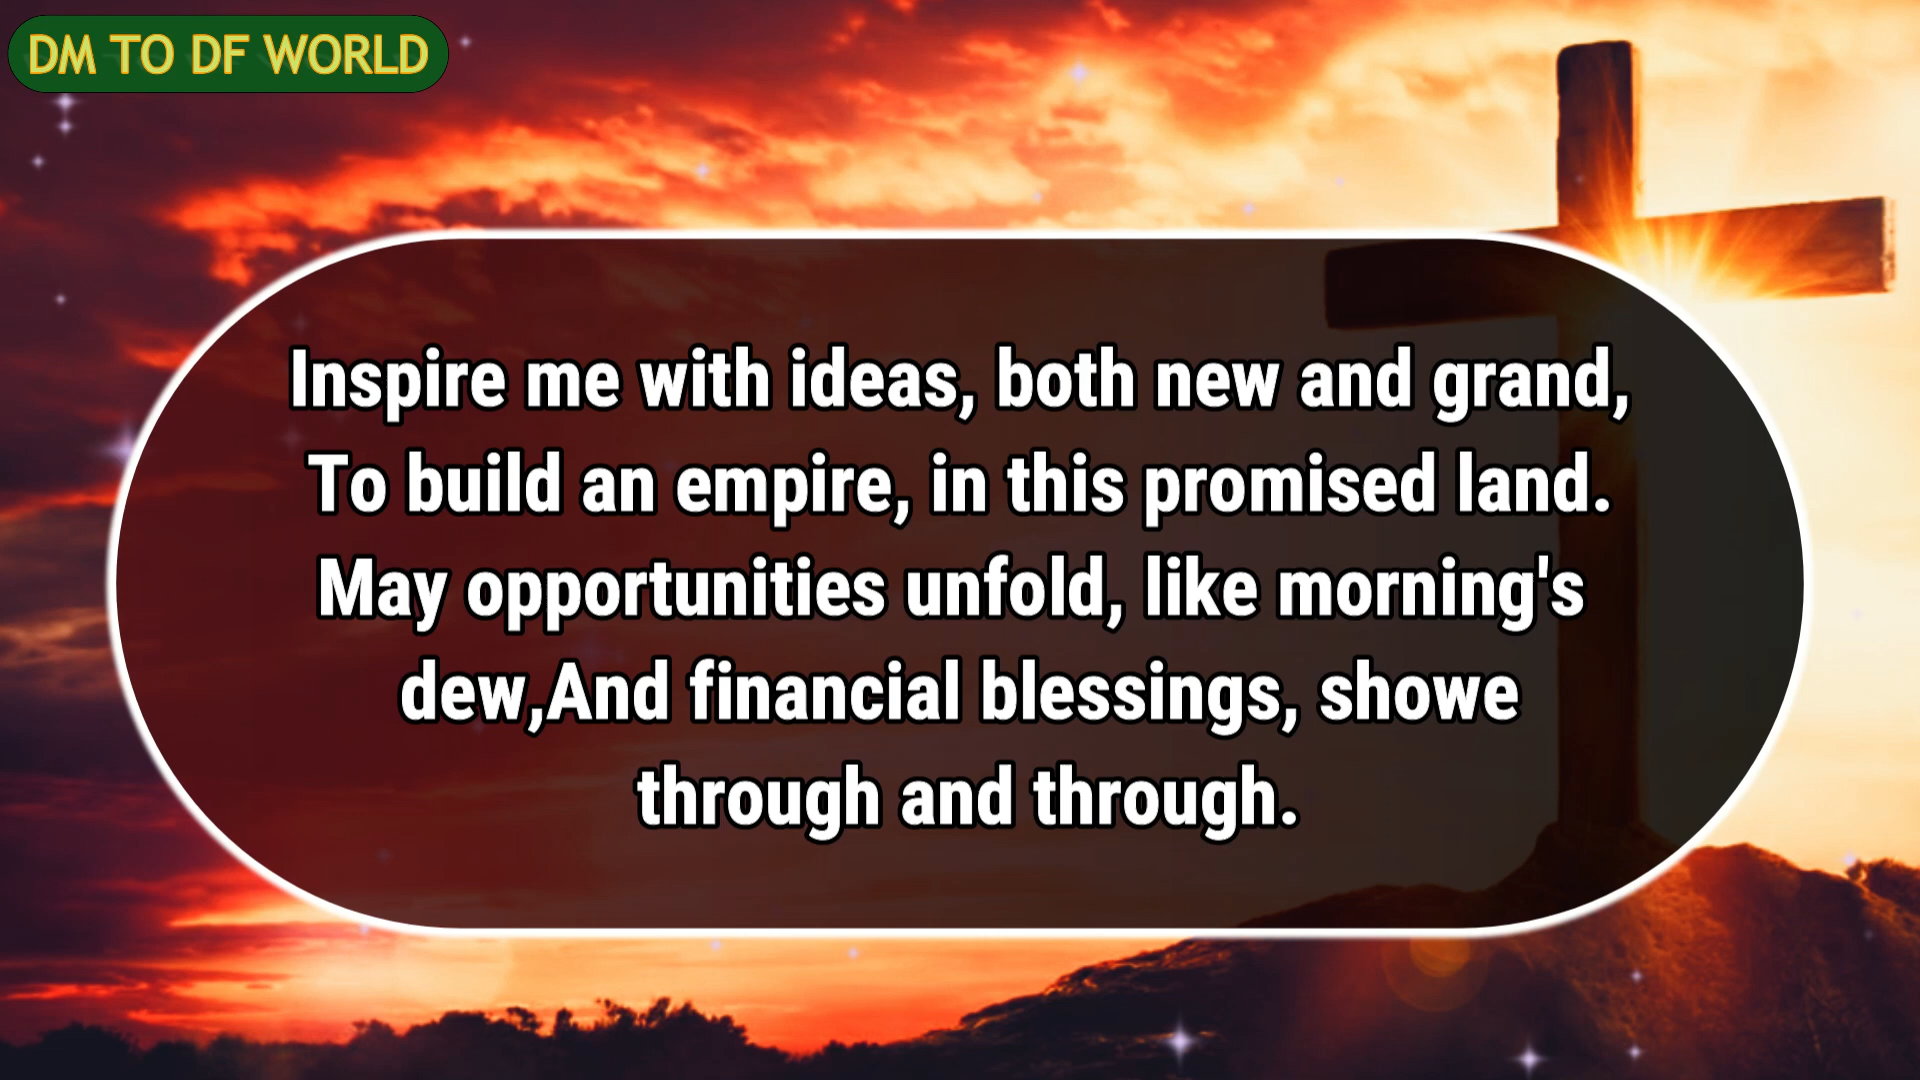 DM TO DF WORLD
Inspire me with ideas, both new and grand,
To build an empire, in this promised land.
May opportunities unfold, like morning's
dew,And financial blessings, showe
through and through.